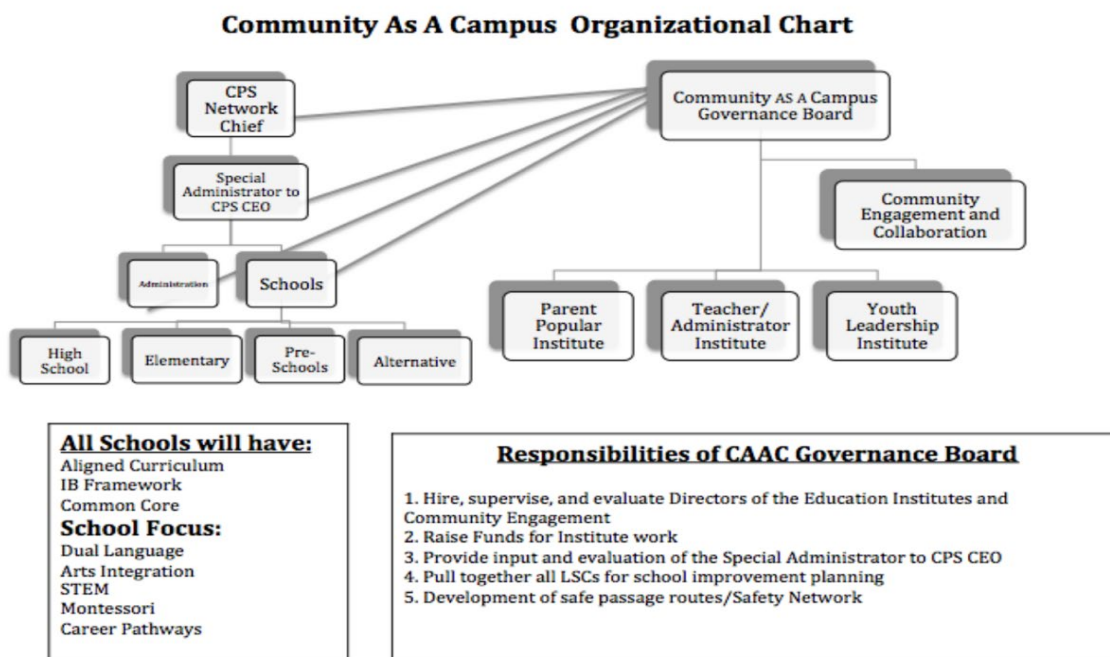 Community As A Campus Organizational Chart
CPS
Network
Chief
Community AS A Campus
Governance Board
Special
Administrator to
CPS CEO
Community
Engagement and
Collaboration
Administration
Schools
Parent
Popular
Institute
Teacher/
Administrator
Institute
Youth
Leadership
Institute
High
School
Elementary
Pre-
Schools
Alternative
All Schools will have:
Aligned Curriculum
IB Framework
Common Core
School Focus:
Dual Language
Arts Integration
STEM
Montessori
Career Pathways
Responsibilities of CAAC Governance Board
1. Hire, supervise, and evaluate Directors of the Education Institutes and
Community Engagement
2. Raise Funds for Institute work
3. Provide input and evaluation of the Special Administrator to CPS CEO
4. Pull together all LSCs for school improvement planning
5. Development of safe passage routes/Safety Network